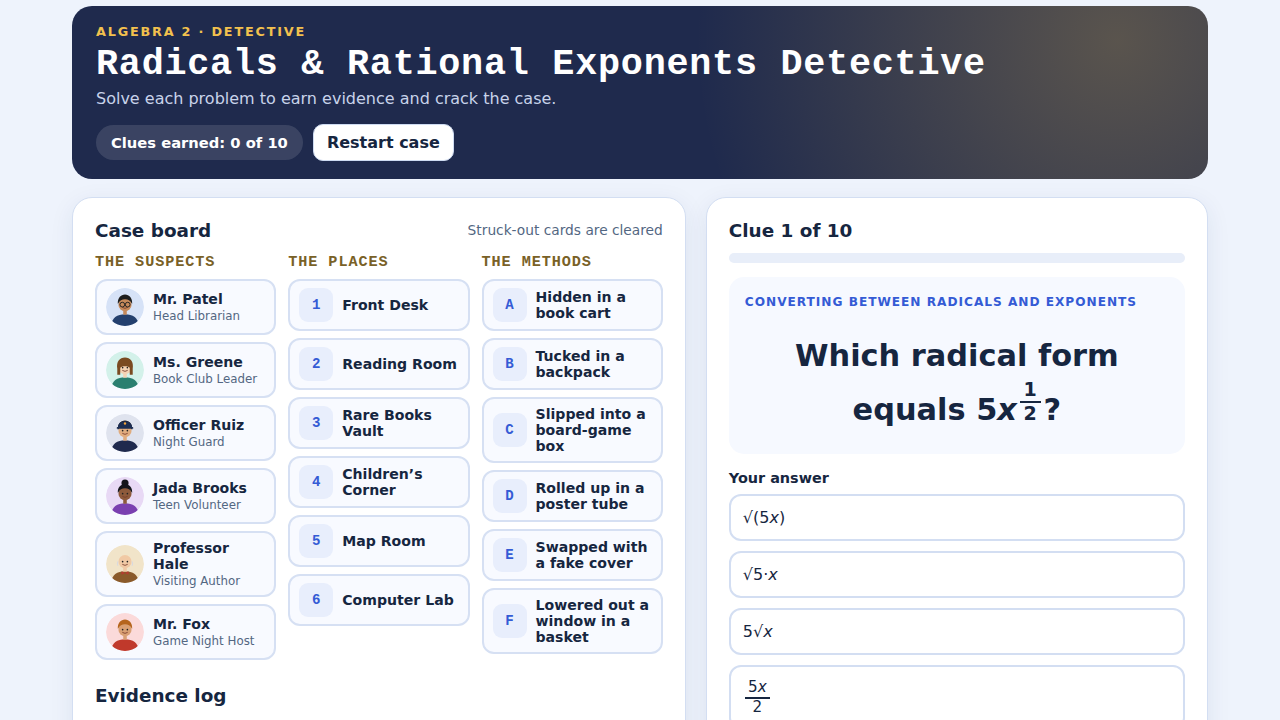 ALGEBRA 2 · DETECTIVE
Radicals & Rational Exponents Detective
Solve each problem to earn evidence and crack the case.
Clues earned: 0 of 10
Restart case
Case board
Struck-out cards are cleared
THE SUSPECTS
Mr. Patel
Head Librarian
Ms. Greene
Book Club Leader
Officer Ruiz
Night Guard
Jada Brooks
Teen Volunteer
Professor
Hale
Visiting Author
Mr. Fox
Game Night Host
THE PLACES
1 Front Desk
2 Reading Room
3 Rare Books
Vault
4 Children’s
Corner
5 Map Room
6 Computer Lab
THE METHODS
A Hidden in a
book cart
B Tucked in a
backpack
C Slipped into a
board-game
box
D Rolled up in a
poster tube
E Swapped with
a fake cover
F Lowered out a
window in a
basket
Evidence log
Clue 1 of 10
CONVERTING BETWEEN RADICALS AND EXPONENTS
Which radical form
equals 5x^(1/2)?
Your answer
√(5x)
√5·x
5√x
5x
2